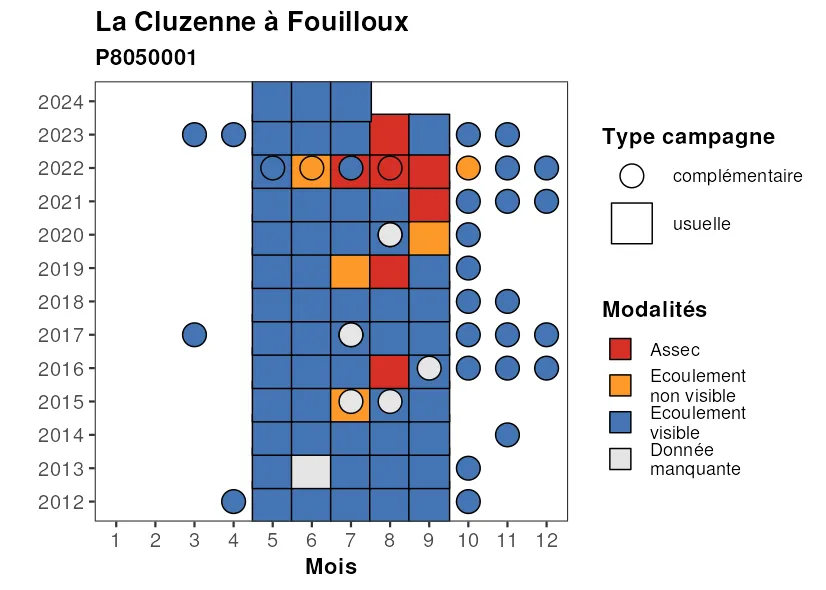 La Cluzenne à Fouilloux
P8050001
2024
2023
2022
2021
2020
2019
2018
2017
2016
2015
2014
2013
2012
1 2 3 4 5 6 7 8 9 10 11 12
Mois
Type campagne
complémentaire
usuelle
Modalités
Assec
Ecoulement
non visible
Ecoulement
visible
Donnée
manquante